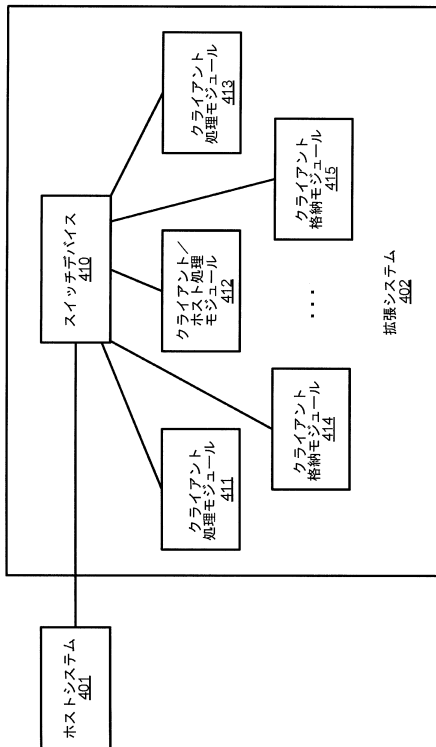 ホストシステム
401
スイッチデバイス
410
クライアント
処理モジュール
411
クライアント／
ホスト処理
モジュール
412
クライアント
処理モジュール
413
クライアント
格納モジュール
414
...
クライアント
格納モジュール
415
拡張システム
402